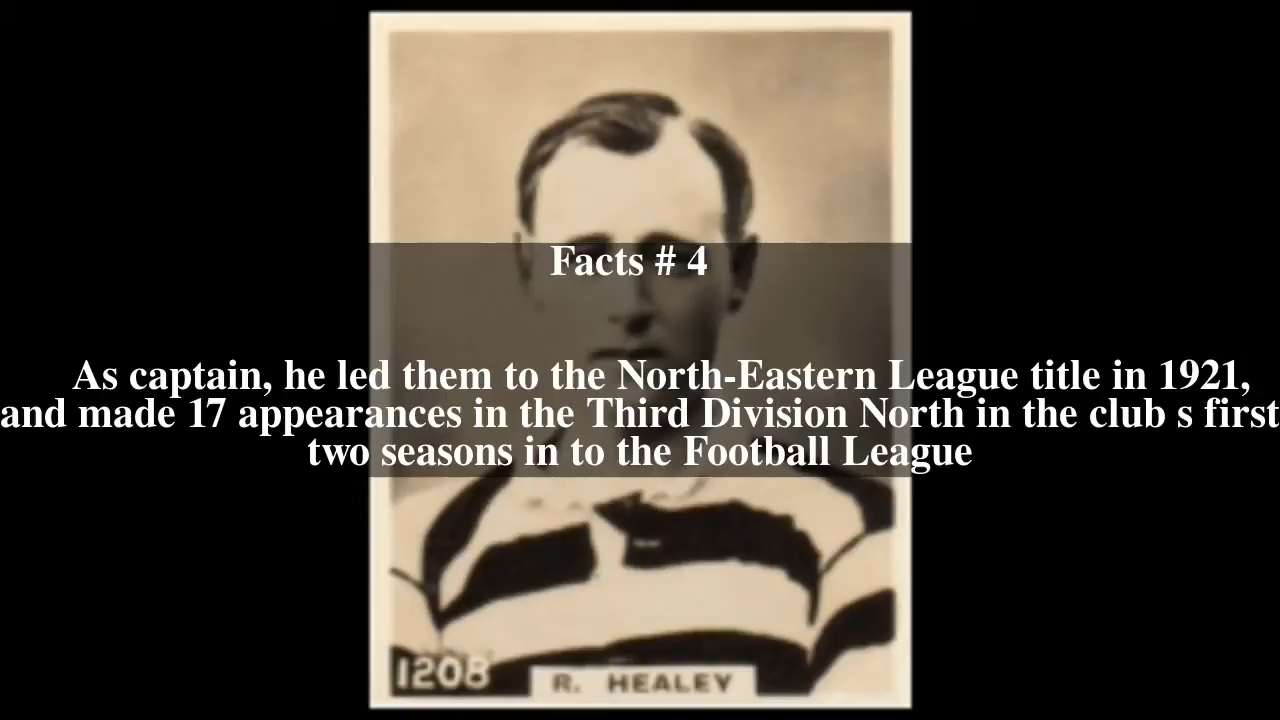 Facts # 4
As captain, he led them to the North-Eastern League title in 1921,
and made 17 appearances in the Third Division North in the club s first
two seasons in to the Football League
1208
R. HEALEY